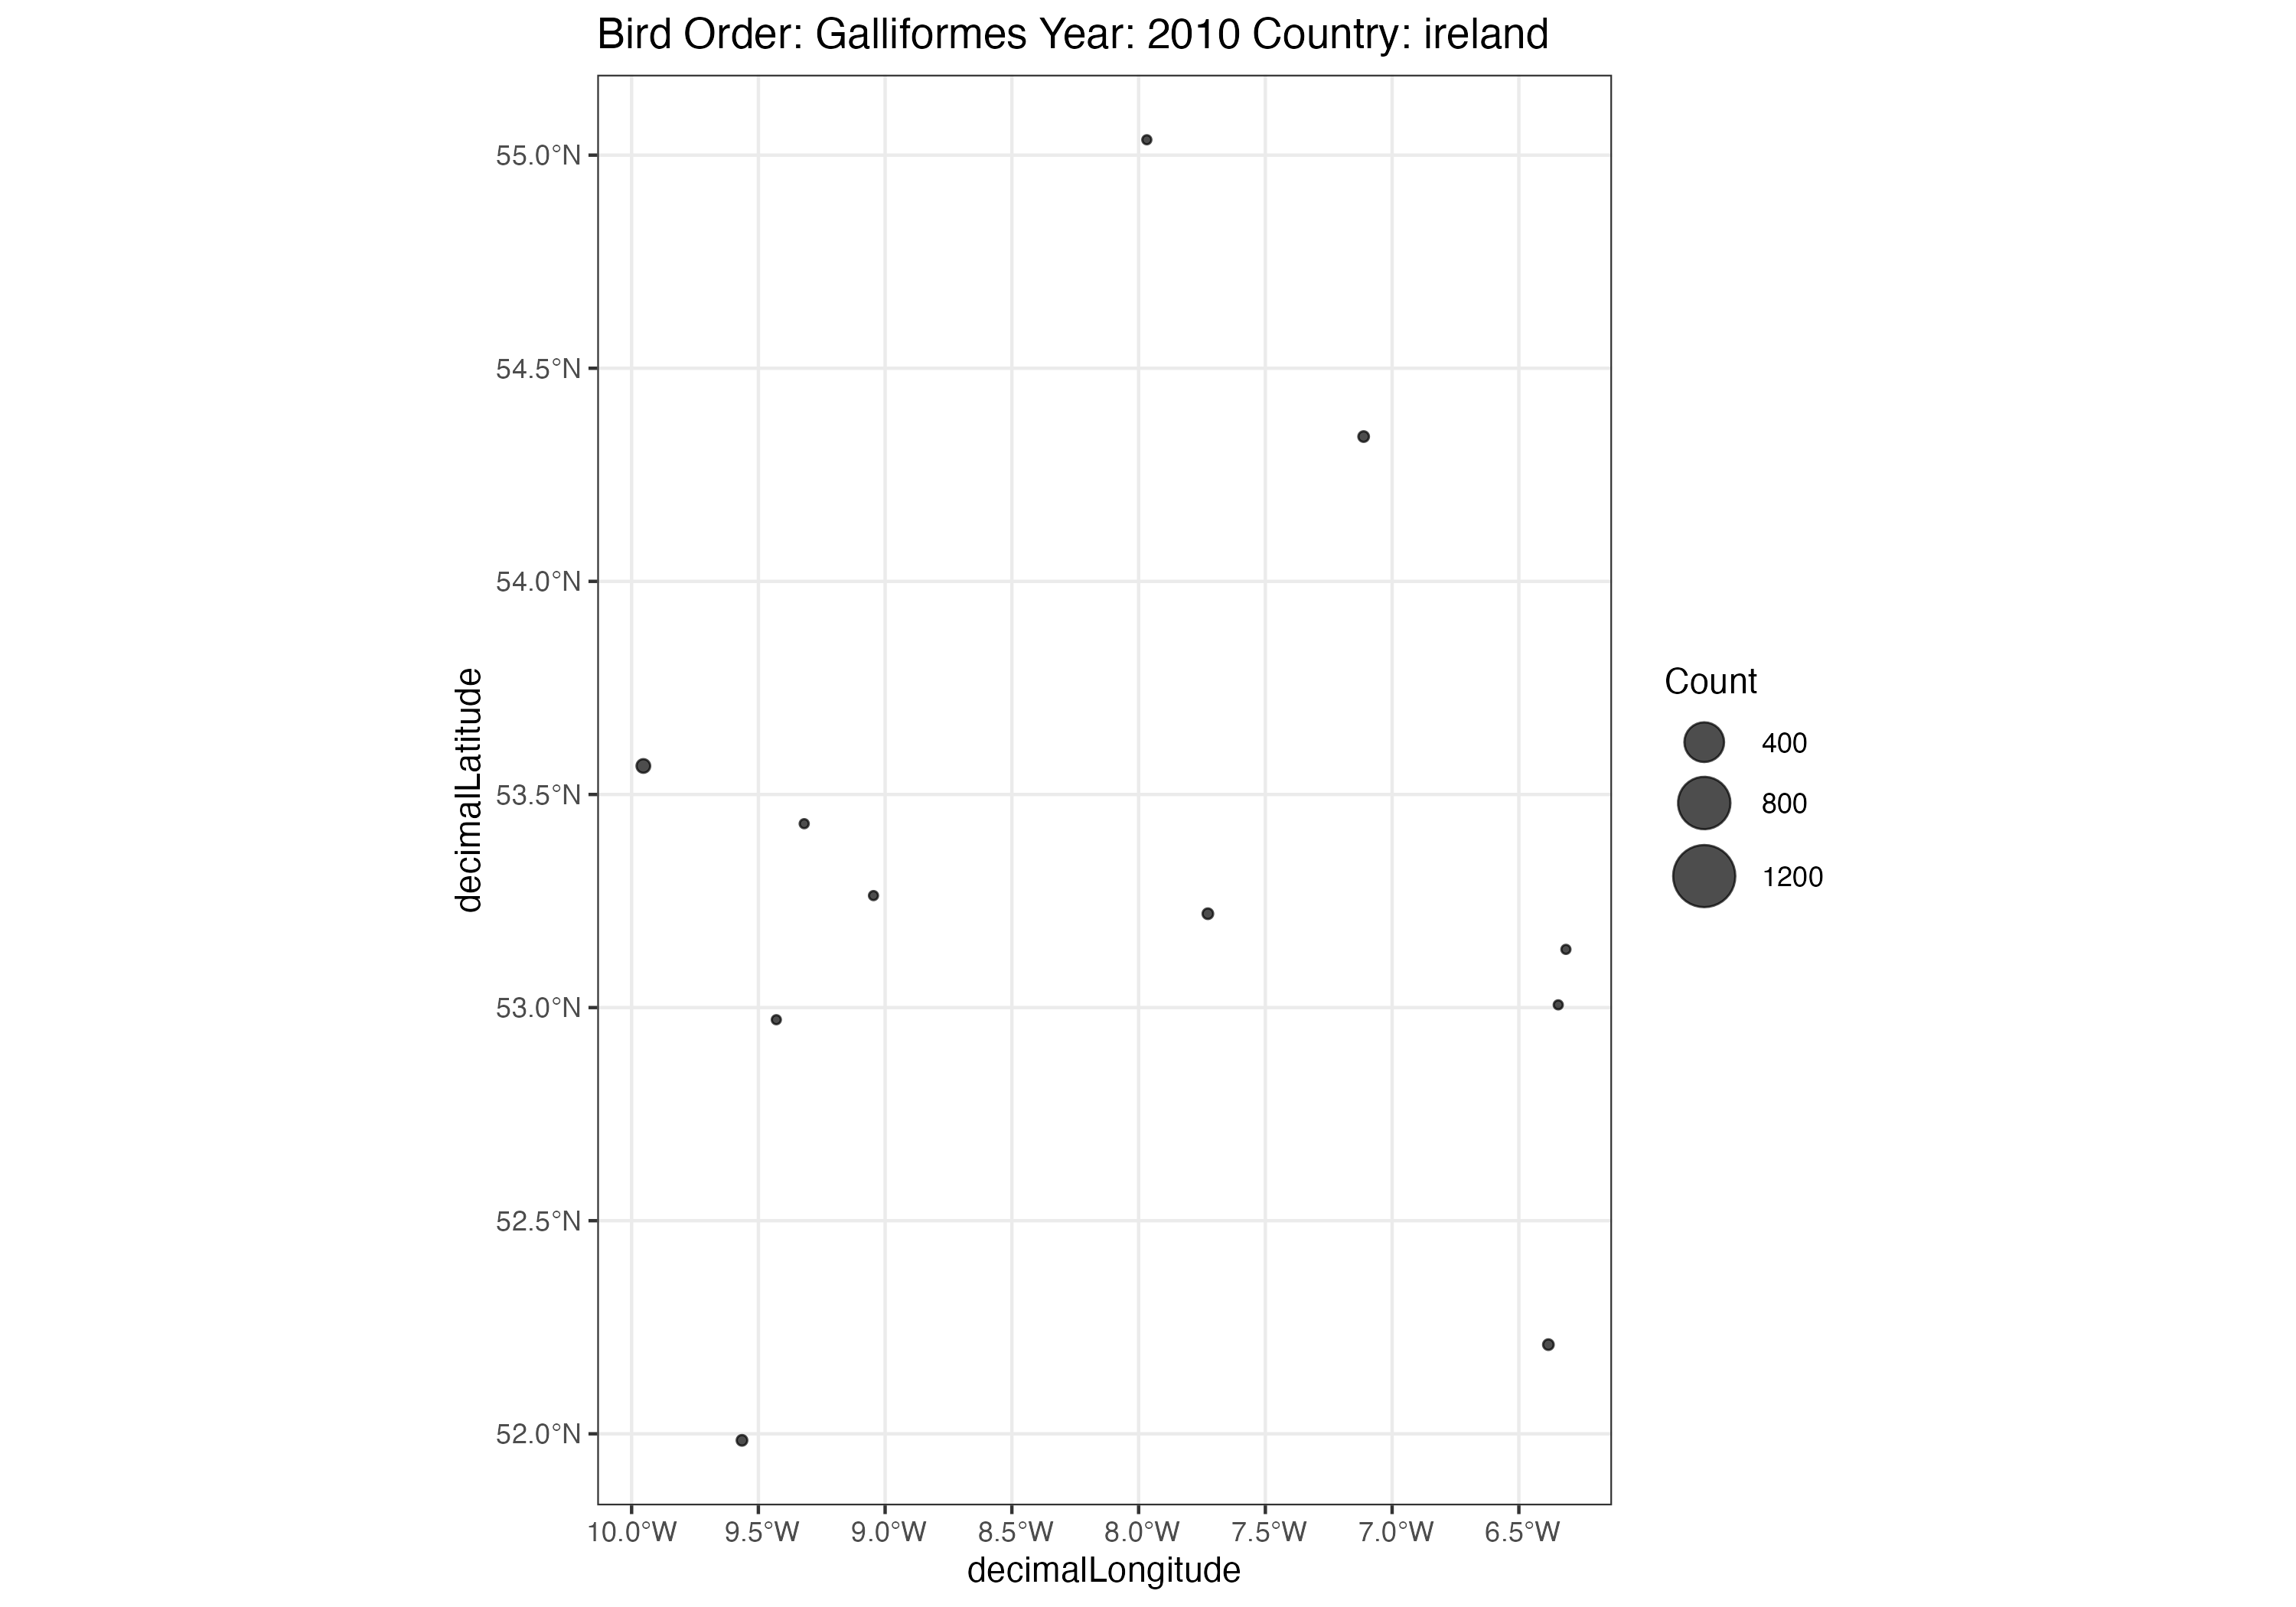 Bird Order: Galliformes Year: 2010 Country: ireland
55.0°N
54.5°N
54.0°N
53.5°N
53.0°N
52.5°N
52.0°N
decimalLatitude
10.0°W 9.5°W 9.0°W 8.5°W 8.0°W 7.5°W 7.0°W 6.5°W
decimalLongitude
Count
400
800
1200